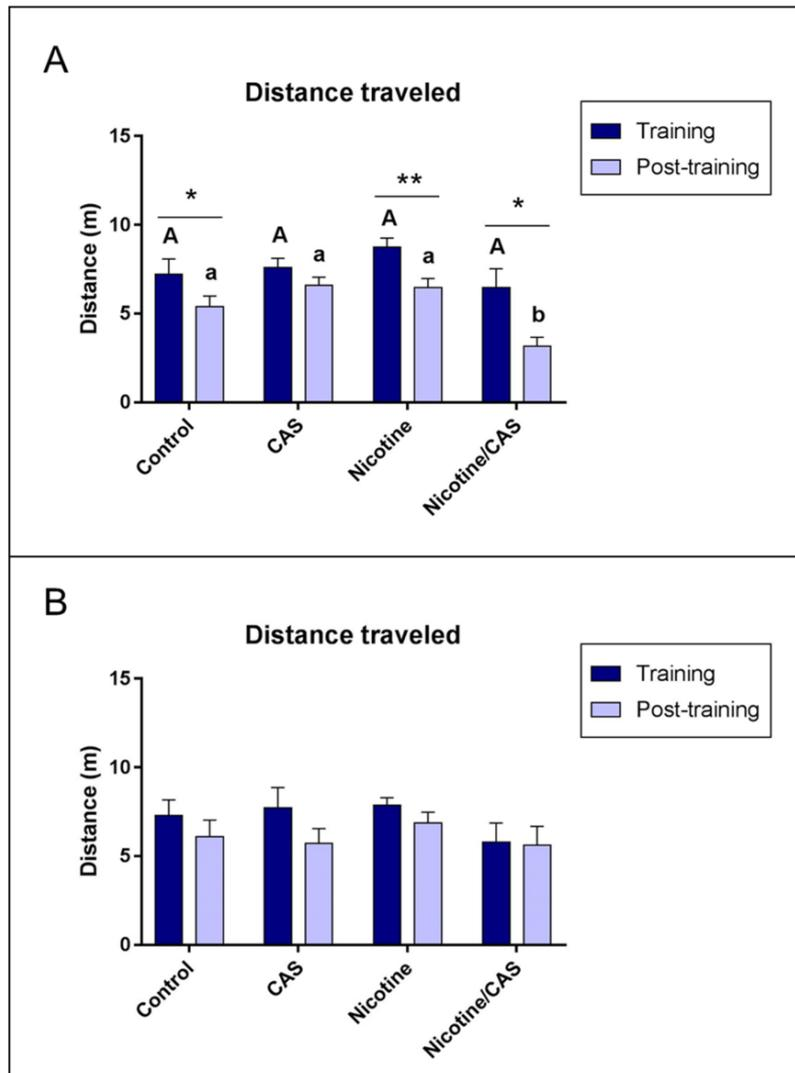 A
Distance traveled
Training
Post-training
Distance (m)
15
10
5
0
*
**
*
A
a
A
a
A
a
A
b
Control
CAS
Nicotine
Nicotine/CAS
B
Distance traveled
Training
Post-training
Distance (m)
15
10
5
0
Control
CAS
Nicotine
Nicotine/CAS